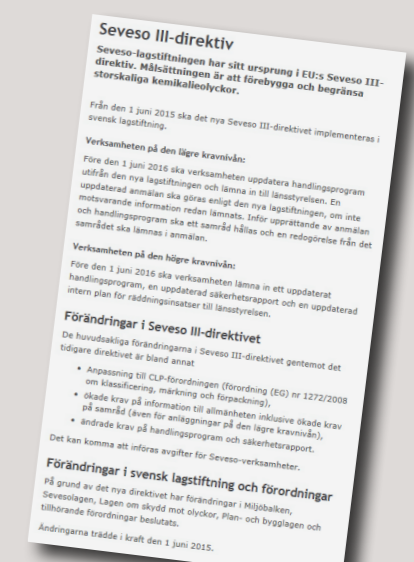 Seveso III-direktiv
Seveso-lagstiftningen har sitt ursprung i EU:s Seveso III-
direktiv. Målsättningen är att förebygga och begränsa
storskaliga kemikalieolyckor.
Från den 1 juni 2015 ska det nya Seveso III-direktivet implementeras i
svensk lagstiftning.
Verksamheten på den lägre kravnivån:
Före den 1 juni 2016 ska verksamheten uppdatera handlingsprogram
utifrån den nya lagstiftningen och lämna in till länsstyrelsen. En
uppdaterad anmälan ska göras enligt den nya lagstiftningen, om inte
motsvarande information redan lämnats. Inför upprättande av anmälan
och handlingsprogram ska ett samråd hållas och en redogörelse från det
samrådet ska lämnas i anmälan.
Verksamheten på den högre kravnivån:
Före den 1 juni 2016 ska verksamheten lämna in ett uppdaterat
handlingsprogram, en uppdaterad säkerhetsrapport och en uppdaterad
intern plan för räddningsinsatser till länsstyrelsen.
Förändringar i Seveso III-direktivet
De huvudsakliga förändringarna i Seveso III-direktivet gentemot det
tidigare direktivet är bland annat
• Anpassning till CLP-förordningen (förordning (EG) nr 1272/2008
om klassificering, märkning och förpackning),
• ökade krav på information till allmänheten inklusive ökade krav
på samråd (även för anläggningar på den lägre kravnivån),
• ändrade krav på handlingsprogram och säkerhetsrapport.
Det kan komma att införas avgifter för Seveso-verksamheter.
Förändringar i svensk lagstiftning och förordningar
På grund av det nya direktivet har förändringar i Miljöbalken,
Sevesolagen, Lagen om skydd mot olyckor, Plan- och bygglagen och
tillhörande förordningar beslutats.
Ändringarna trädde i kraft den 1 juni 2015.